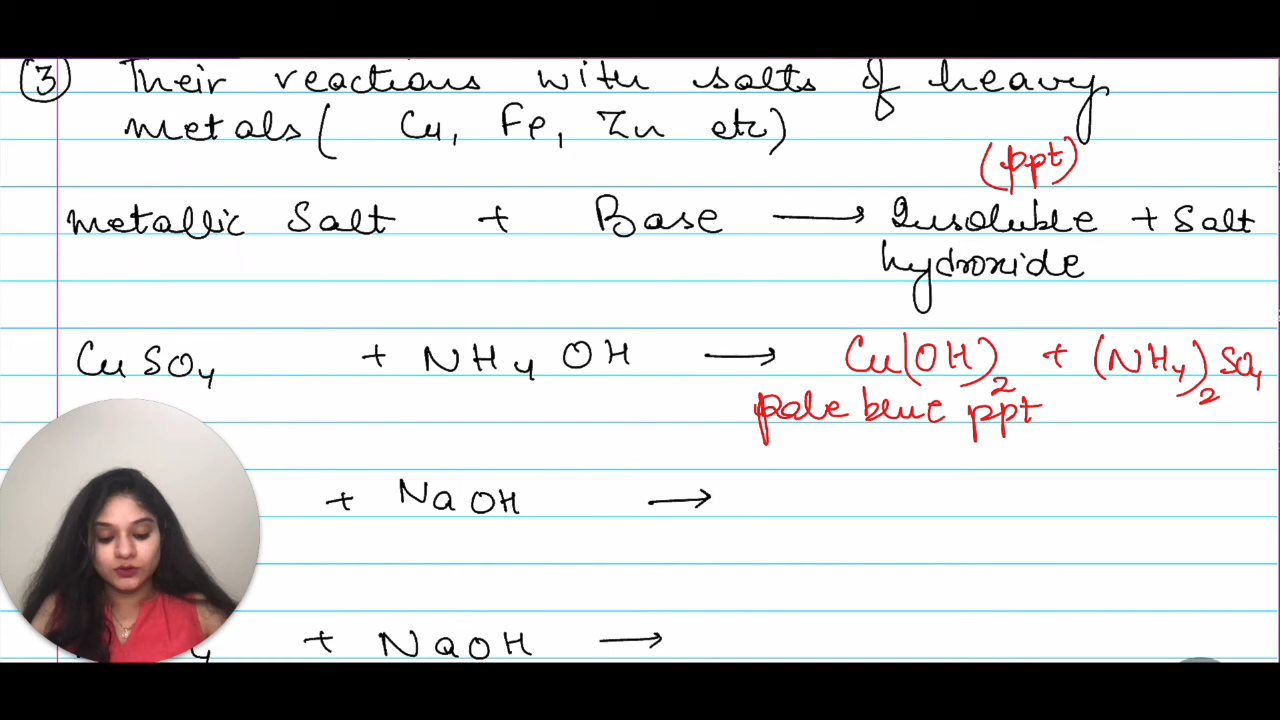 (3) Their reactions with salts of heavy
metals ( Cu, Fe, Zn etc)
(ppt)
Metallic Salt + Base → Insoluble + Salt
hydroxide
CuSO4 + NH4OH → Cu(OH)2 + (NH4)2SO4
pale blue ppt
+ NaOH →
4 + NaOH →